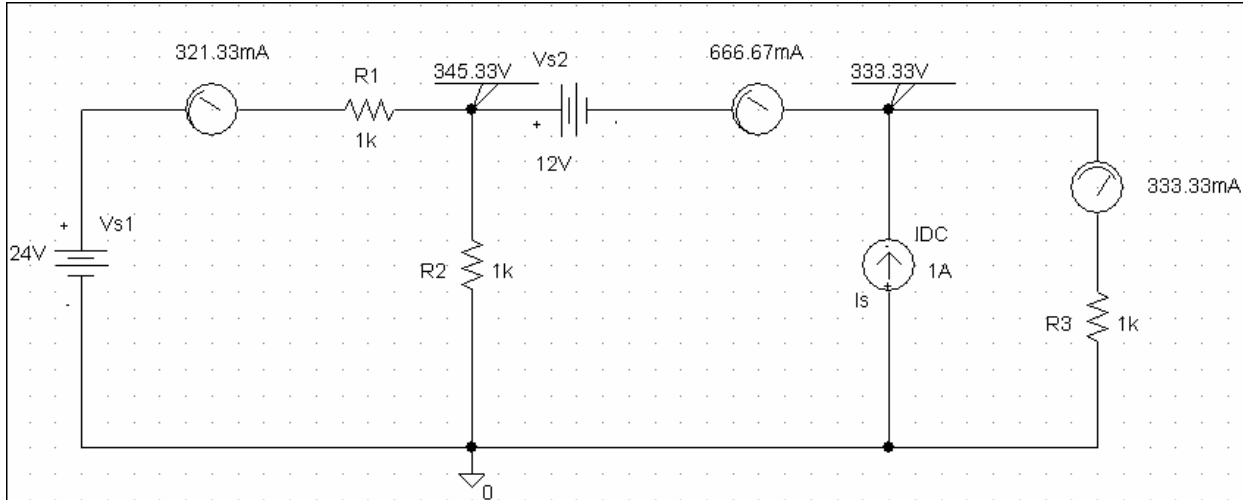 321.33mA
R1
1k
345.33V
Vs2
+
-
12V
666.67mA
333.33V
333.33mA
+
Vs1
24V
-
R2
1k
IDC
-
1A
+
Is
R3
1k
0